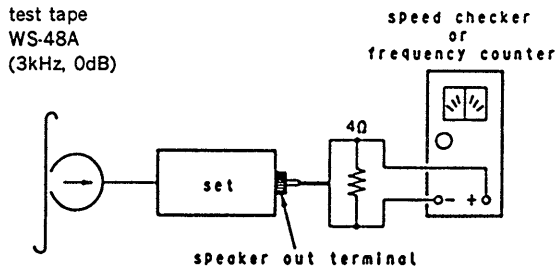 test tape
WS-48A
(3kHz, 0dB)
speed checker
or
frequency counter
4Ω
set
- +
speaker out terminal